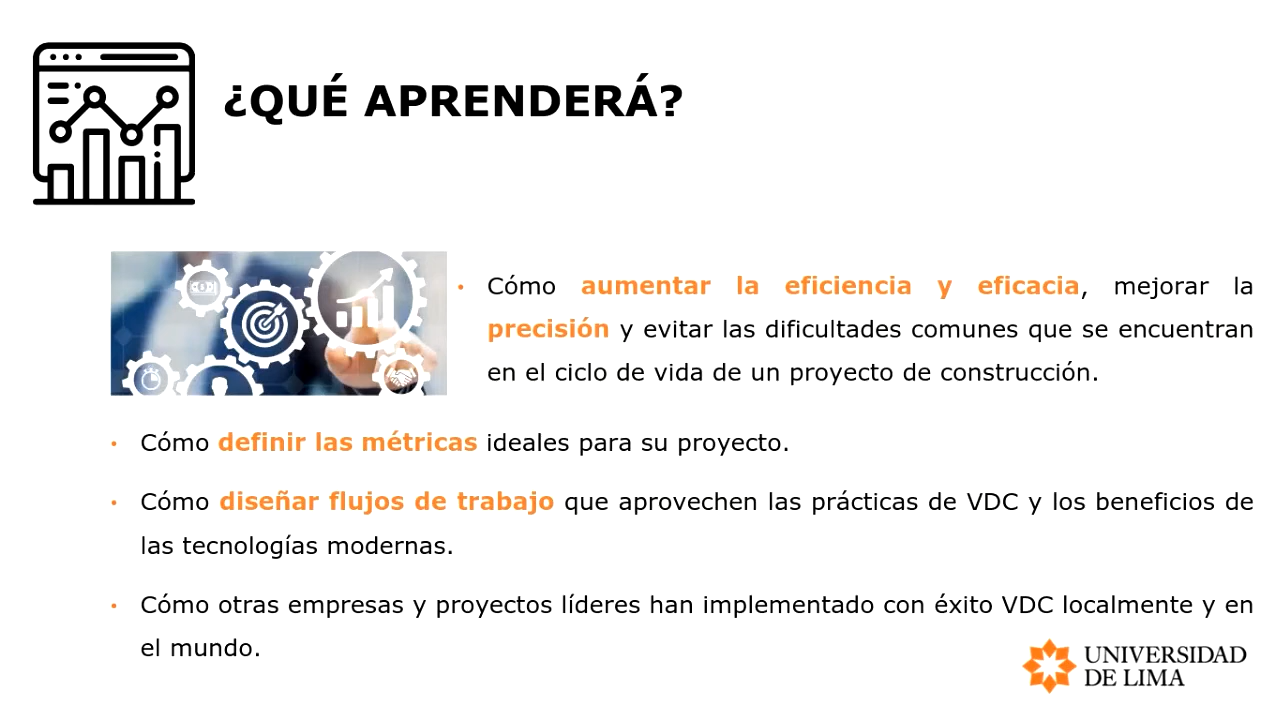 ¿QUÉ APRENDERÁ?
• Cómo aumentar la eficiencia y eficacia, mejorar la
precisión y evitar las dificultades comunes que se encuentran
en el ciclo de vida de un proyecto de construcción.
• Cómo definir las métricas ideales para su proyecto.
• Cómo diseñar flujos de trabajo que aprovechen las prácticas de VDC y los beneficios de
las tecnologías modernas.
• Cómo otras empresas y proyectos líderes han implementado con éxito VDC localmente y en
el mundo.
UNIVERSIDAD
DE LIMA